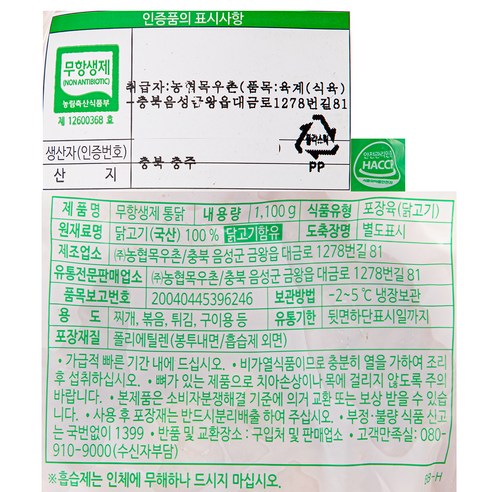 인증품의 표시사항
무항생제
(NON ANTIBIOTIC)
농림축산식품부
제 12600368 호
취급자:농협목우촌(품목:육계(식육)
-충북음성군금왕읍대금로1278번길81
플라스틱
PP
안전관리인증
HACCP
생산자(인증번호)
산 지 충북 충주
제 품 명 무항생제 통닭 내용량 1,100 g 식품유형 포장육(닭고기)
원재료명 닭고기(국산) 100 % 닭고기함유 도축장명 별도표시
제조업소 ㈜농협목우촌/충북 음성군 금왕읍 대금로 1278번길 81
유통전문판매업소 ㈜농협목우촌/충북 음성군 금왕읍 대금로 1278번길 81
품목보고번호 20040445396246 보관방법 -2~5℃ 냉장보관
용 도 찌개, 볶음, 튀김, 구이용 등 유통기한 뒷면하단표시일까지
포장재질 폴리에틸렌(봉투내면/흡습제 외면)
• 가급적 빠른 기간 내에 드십시오. • 비가열식품이므로 충분히 열을 가하여 조리
후 섭취하십시오. • 뼈가 있는 제품으로 치아손상이나 목에 걸리지 않도록 주의
바랍니다. • 본제품은 소비자분쟁해결 기준에 의거 교환 또는 보상 받을 수 있습
니다. • 사용 후 포장재는 반드시분리배출하여 주십시오. • 부정·불량 식품 신고
는 국번없이 1399 • 반품 및 교환장소 : 구입처 및 판매업소 • 고객만족실: 080-
910-9000(수신자부담)
※흡습제는 인체에 무해하나 드시지 마십시오.
98-H